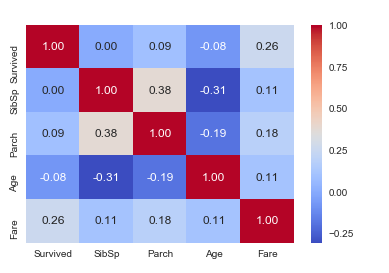 Survived 1.00 0.00 0.09 -0.08 0.26
SibSp 0.00 1.00 0.38 -0.31 0.11
Parch 0.09 0.38 1.00 -0.19 0.18
Age -0.08 -0.31 -0.19 1.00 0.11
Fare 0.26 0.11 0.18 0.11 1.00
Survived SibSp Parch Age Fare
1.00
0.75
0.50
0.25
0.00
−0.25